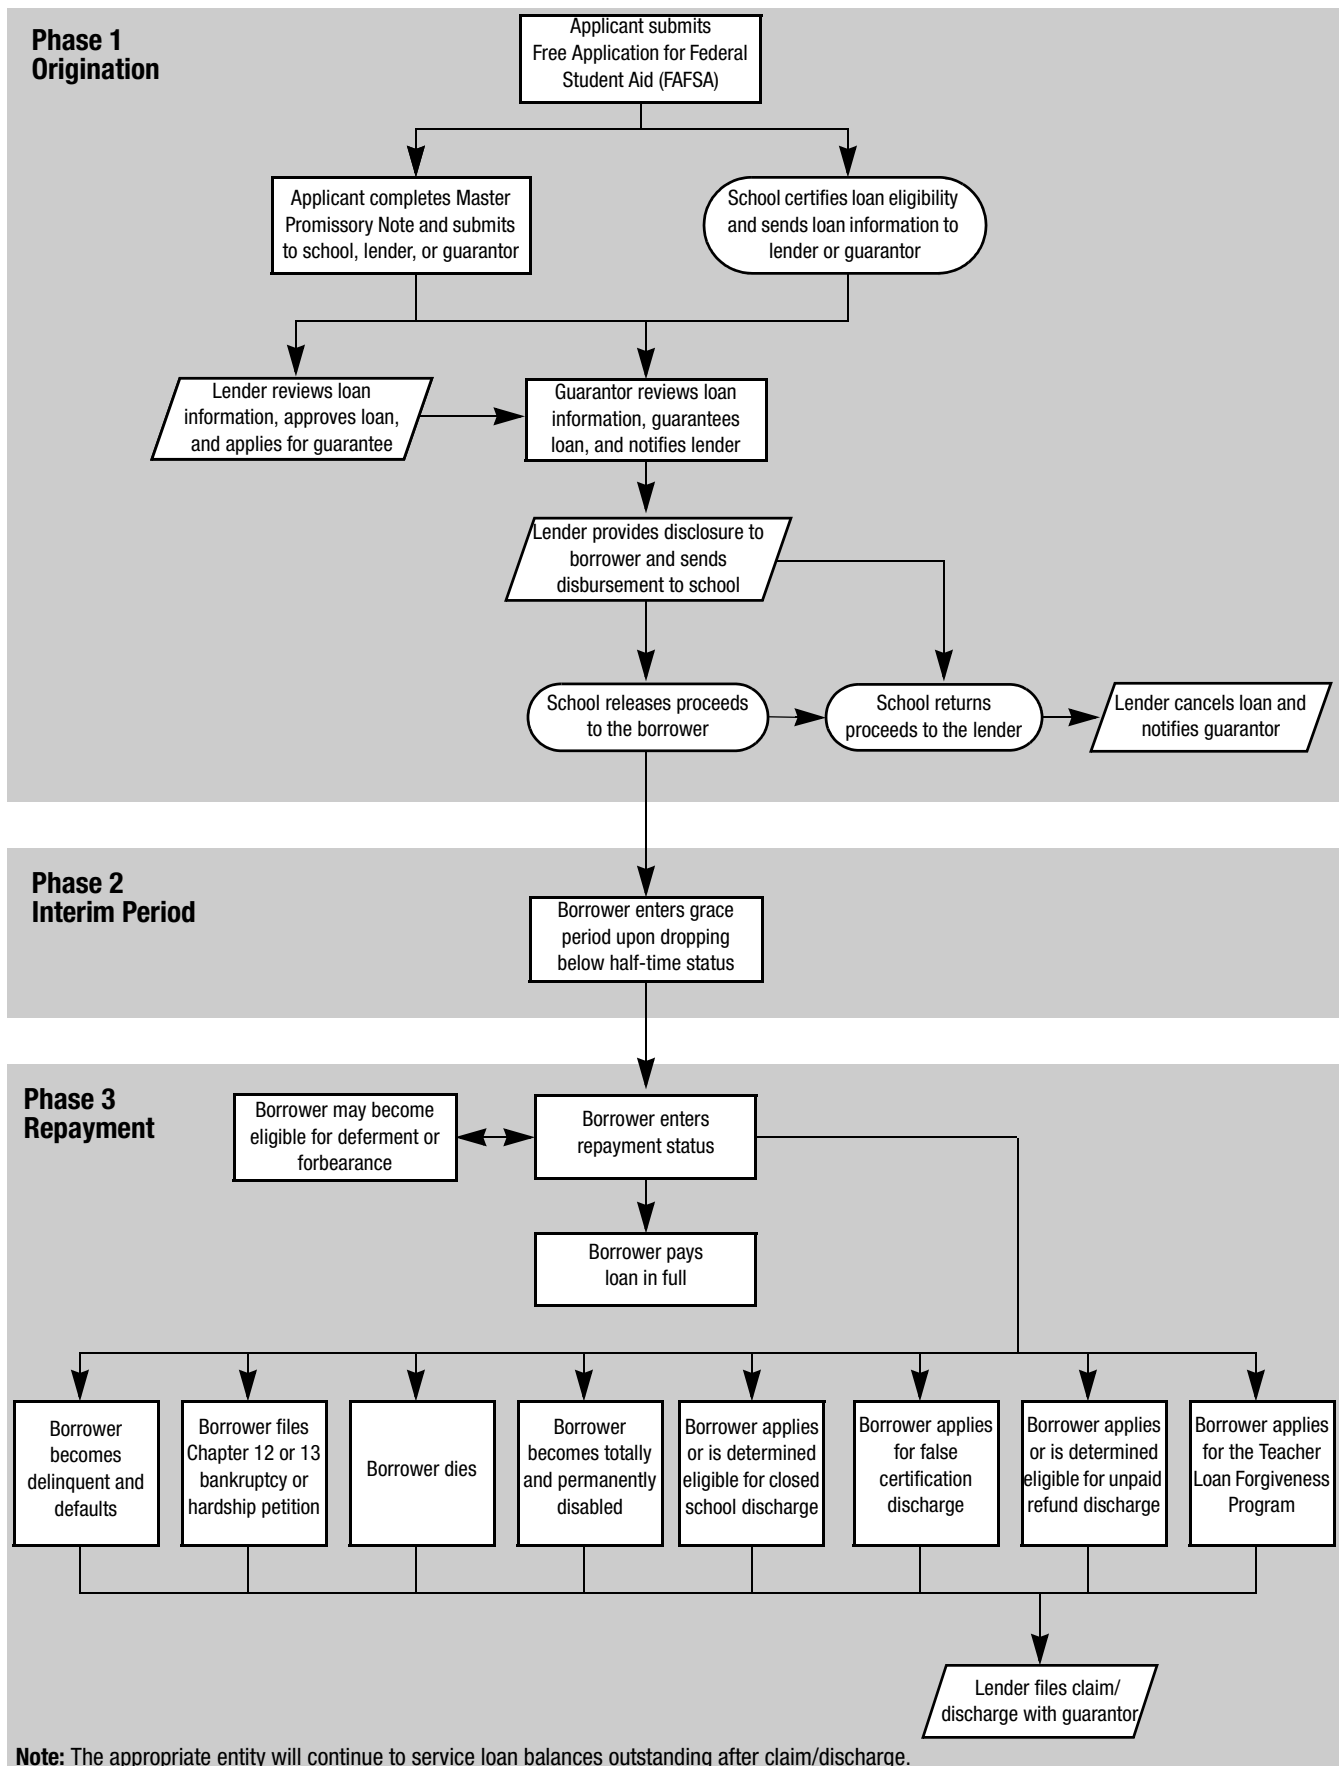 Phase 1
Origination
Applicant submits
Free Application for Federal
Student Aid (FAFSA)
Applicant completes Master
Promissory Note and submits
to school, lender, or guarantor
School certifies loan eligibility
and sends loan information to
lender or guarantor
Lender reviews loan
information, approves loan,
and applies for guarantee
Guarantor reviews loan
information, guarantees
loan, and notifies lender
Lender provides disclosure to
borrower and sends
disbursement to school
School releases proceeds
to the borrower
School returns
proceeds to the lender
Lender cancels loan and
notifies guarantor
Phase 2
Interim Period
Borrower enters grace
period upon dropping
below half-time status
Phase 3
Repayment
Borrower may become
eligible for deferment or
forbearance
Borrower enters
repayment status
Borrower pays
loan in full
Borrower
becomes
delinquent and
defaults
Borrower files
Chapter 12 or 13
bankruptcy or
hardship petition
Borrower dies
Borrower
becomes totally
and permanently
disabled
Borrower applies
or is determined
eligible for closed
school discharge
Borrower applies
for false
certification
discharge
Borrower applies
or is determined
eligible for unpaid
refund discharge
Borrower applies
for the Teacher
Loan Forgiveness
Program
Lender files claim/
discharge with guarantor
Note: The appropriate entity will continue to service loan balances outstanding after claim/discharge.